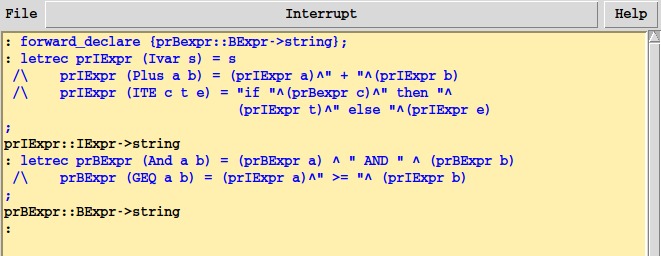 File Interrupt Help
: forward_declare {prBexpr::BExpr->string};
: letrec prIExpr (Ivar s) = s
/\ prIExpr (Plus a b) = (prIExpr a)^" + "^(prIExpr b)
/\ prIExpr (ITE c t e) = "if "^(prBexpr c)^" then "^
(prIExpr t)^" else "^(prIExpr e)
;
prIExpr::IExpr->string
: letrec prBExpr (And a b) = (prBExpr a) ^ " AND " ^ (prBExpr b)
/\ prBExpr (GEQ a b) = (prIExpr a)^" >= "^ (prIExpr b)
;
prBExpr::BExpr->string
: